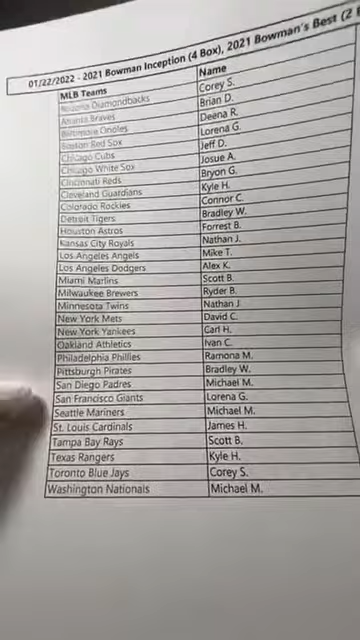 01/22/2022 - 2021 Bowman Inception (4 Box), 2021 Bowman's Best (2
MLB Teams Name
Arizona Diamondbacks Corey S.
Atlanta Braves Brian D.
Baltimore Orioles Deena R.
Boston Red Sox Lorena G.
Chicago Cubs Jeff D.
Chicago White Sox Josue A.
Cincinnati Reds Bryon G.
Cleveland Guardians Kyle H.
Colorado Rockies Connor C.
Detroit Tigers Bradley W.
Houston Astros Forrest B.
Kansas City Royals Nathan J.
Los Angeles Angels Mike T.
Los Angeles Dodgers Alex K.
Miami Marlins Scott B.
Milwaukee Brewers Ryder B.
Minnesota Twins Nathan J.
New York Mets David C.
New York Yankees Carl H.
Oakland Athletics Ivan C.
Philadelphia Phillies Ramona M.
Pittsburgh Pirates Bradley W.
San Diego Padres Michael M.
San Francisco Giants Lorena G.
Seattle Mariners Michael M.
St. Louis Cardinals James H.
Tampa Bay Rays Scott B.
Texas Rangers Kyle H.
Toronto Blue Jays Corey S.
Washington Nationals Michael M.